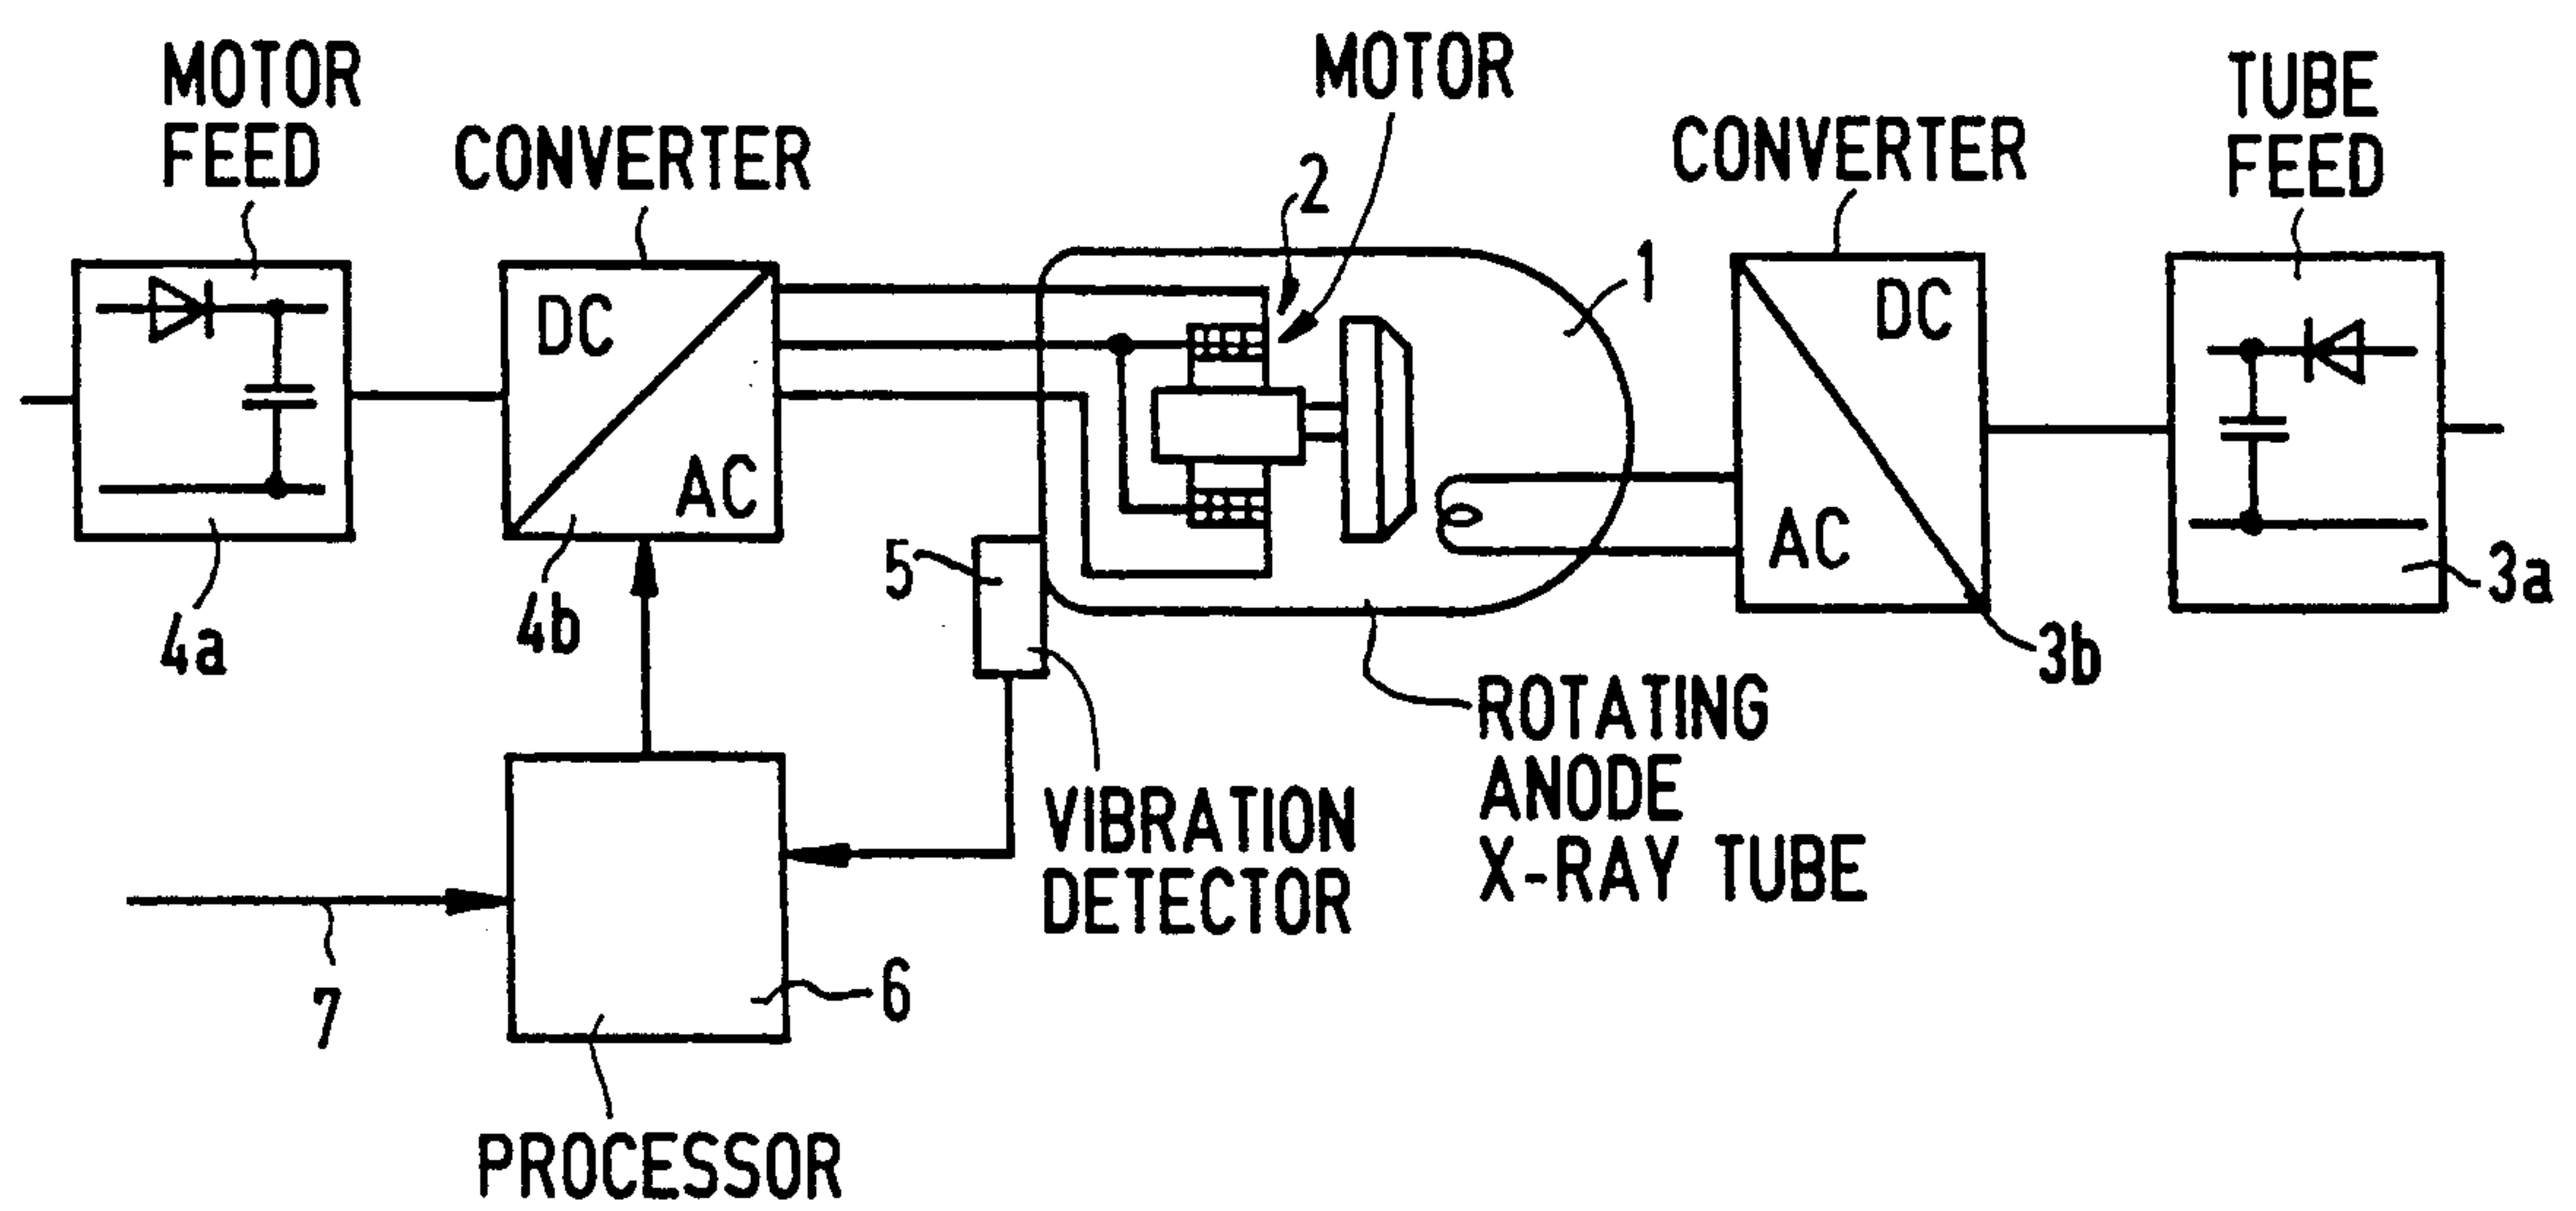 MOTOR
FEED
CONVERTER
MOTOR
2
CONVERTER
TUBE
FEED
1
DC
AC
DC
AC
4a
4b
5
3a
3b
ROTATING
ANODE
X-RAY TUBE
VIBRATION
DETECTOR
7
6
PROCESSOR